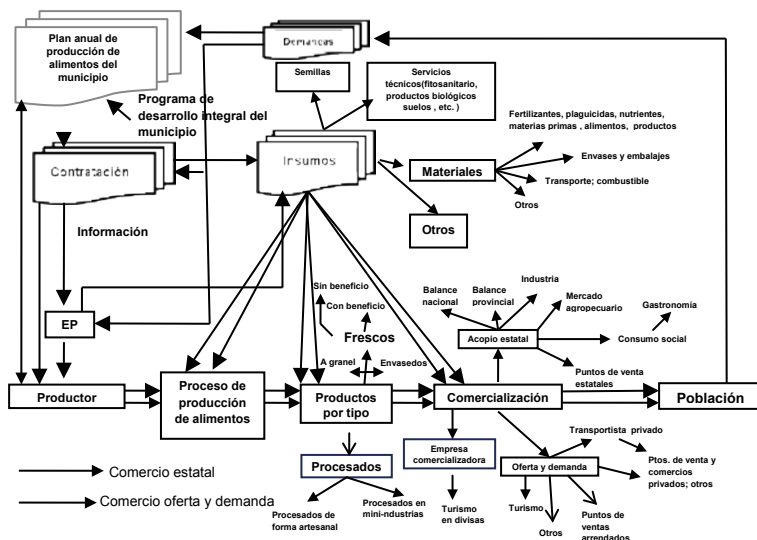 Plan anual de
producción de
alimentos del
municipio
Demandas
Semillas
Servicios
técnicos(fitosanitario,
productos biológicos
suelos , etc. )
Programa de
desarrollo integral del
municipio
Fertilizantes, plaguicidas, nutrientes,
materias primas , alimentos, productos
Contratación
Insumos
Materiales
Envases y embalajes
Transporte; combustible
Otros
Otros
Información
EP
Sin beneficio
Con beneficio
Frescos
A granel
Envasados
Balance
nacional
Balance
provincial
Industria
Mercado
agropecuario
Gastronomía
Acopio estatal
Consumo social
Puntos de venta
estatales
Productor
Proceso de
producción
de alimentos
Productos
por tipo
Comercialización
Población
Transportista privado
Procesados
Empresa
comercializadora
Oferta y demanda
Ptos. de venta y
comercios
privados; otros
Comercio estatal
Comercio oferta y demanda
Procesados de
forma artesanal
Procesados en
mini-industrias
Turismo
en divisas
Turismo
Otros
Puntos de
ventas
arrendados